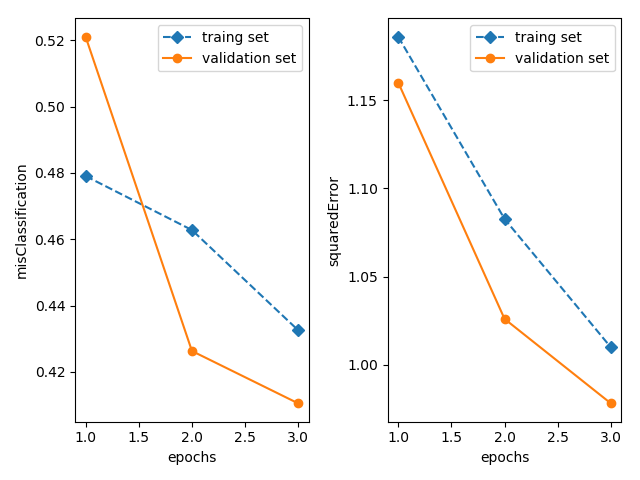 traing set
validation set
0.52
0.50
0.48
0.46
0.44
0.42
misClassification
1.0
1.5
2.0
2.5
3.0
epochs
traing set
validation set
1.15
1.10
1.05
1.00
squaredError
1.0
1.5
2.0
2.5
3.0
epochs